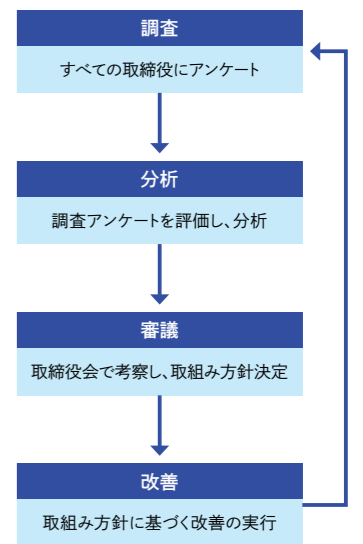 調査
すべての取締役にアンケート
分析
調査アンケートを評価し、分析
審議
取締役会で考察し、取組み方針決定
改善
取組み方針に基づく改善の実行